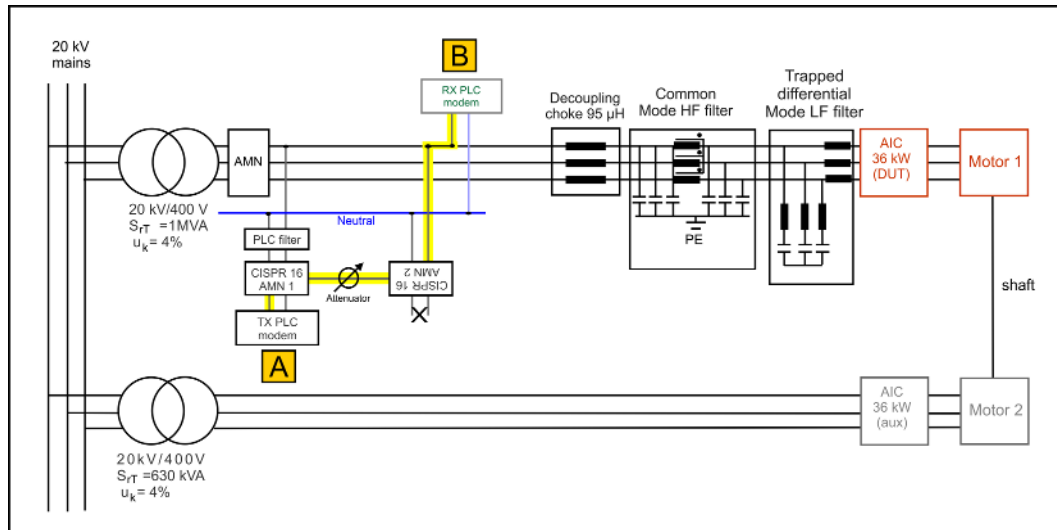 20 kV
mains
B
RX PLC
modem
Decoupling
choke 95 µH
Common
Mode HF filter
Trapped
differential
Mode LF filter
AMN
AIC
36 kW
(DUT)
Motor 1
20 kV/400 V
SrT =1MVA
uk= 4%
Neutral
PE
PLC filter
CISPR 16
AMN 1
Attenuator
CISPR 16
AMN 2
TX PLC
modem
A
shaft
AIC
36 kW
(aux)
Motor 2
20kV/400V
SrT =630 kVA
uk= 4%